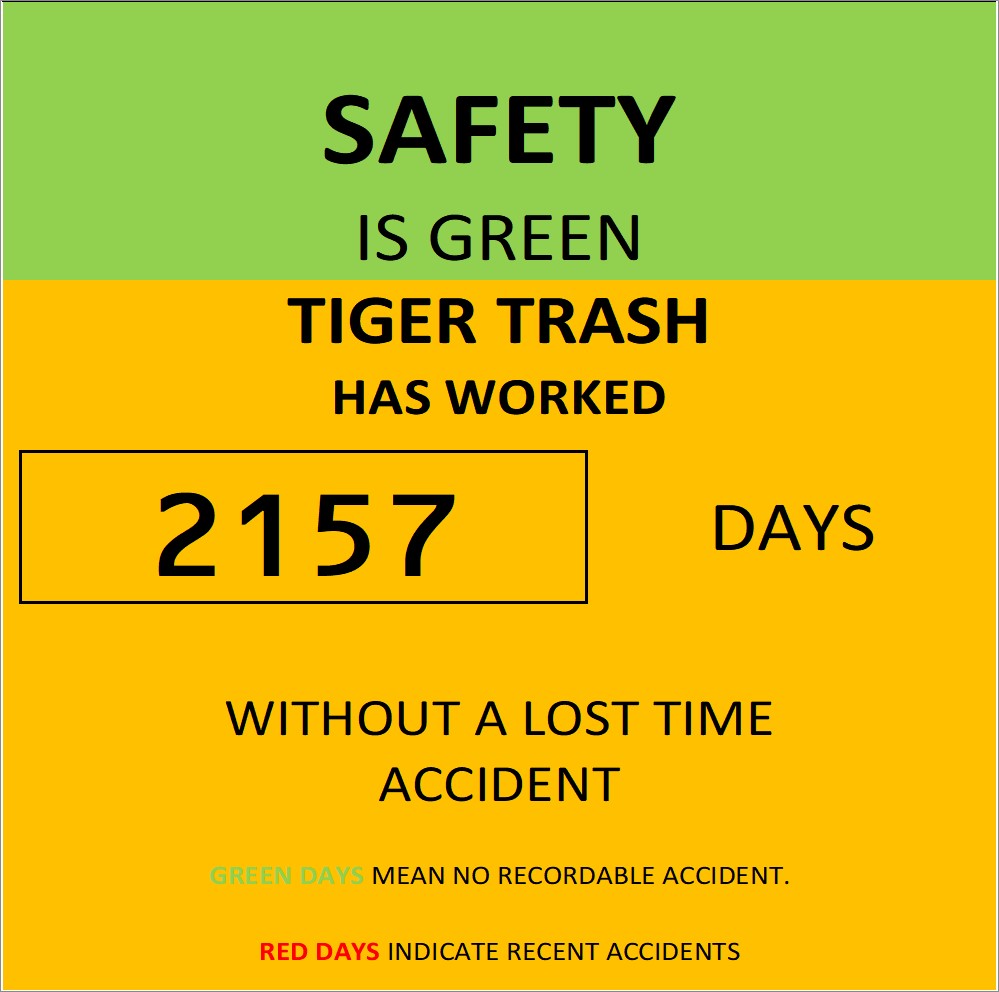 SAFETY
IS GREEN
TIGER TRASH
HAS WORKED
2157 DAYS
WITHOUT A LOST TIME
ACCIDENT
GREEN DAYS MEAN NO RECORDABLE ACCIDENT.
RED DAYS INDICATE RECENT ACCIDENTS